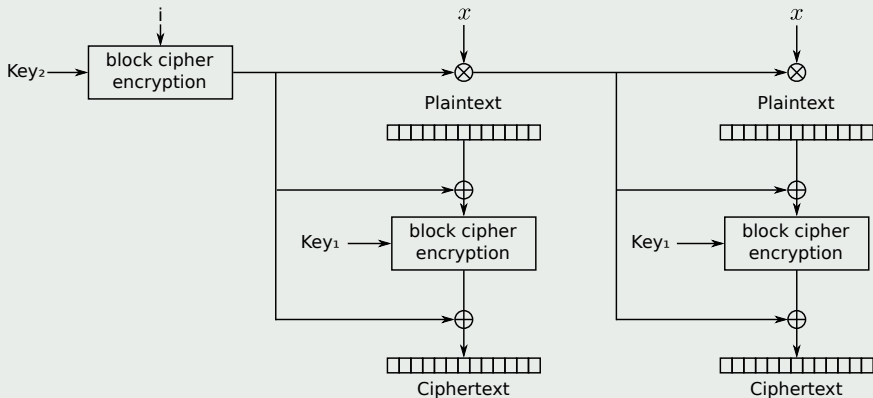 i
x
x
Key₂
block cipher
encryption
Plaintext
Plaintext
Key₁
block cipher
encryption
Key₁
block cipher
encryption
Ciphertext
Ciphertext